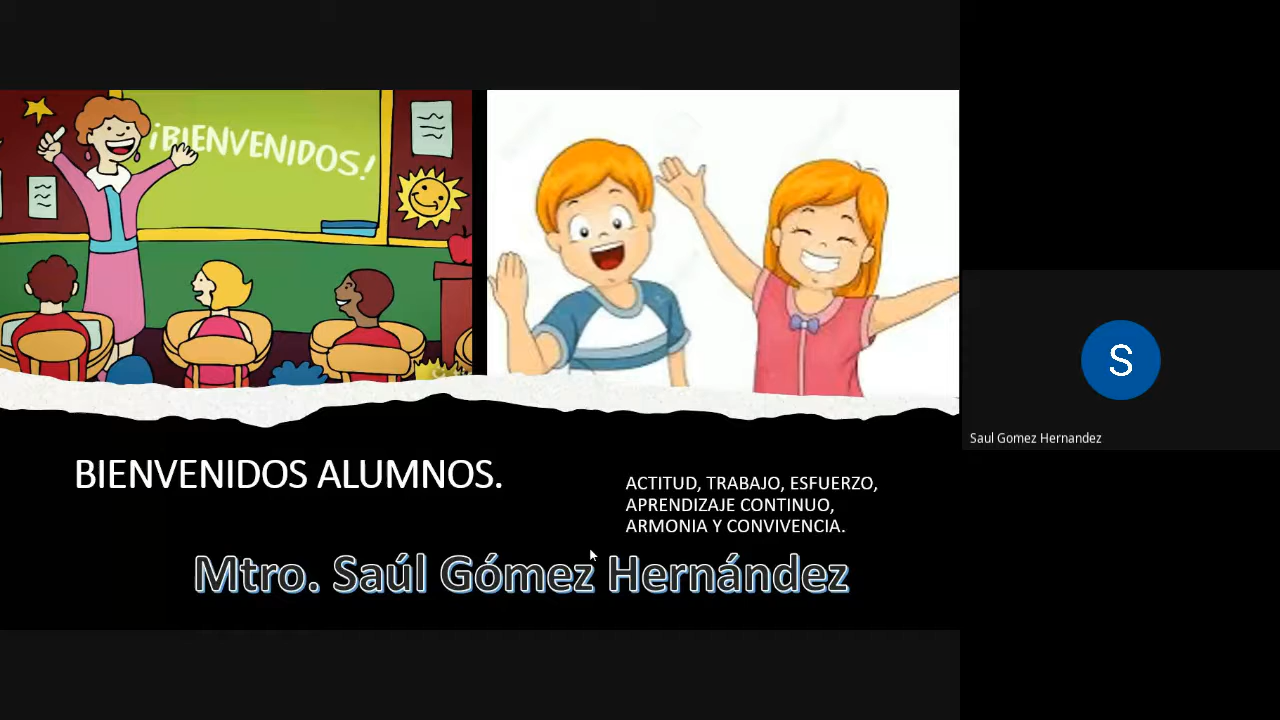 ¡BIENVENIDOS!
BIENVENIDOS ALUMNOS.
ACTITUD, TRABAJO, ESFUERZO,
APRENDIZAJE CONTINUO,
ARMONIA Y CONVIVENCIA.
Mtro. Saúl Gómez Hernández
S
Saul Gomez Hernandez